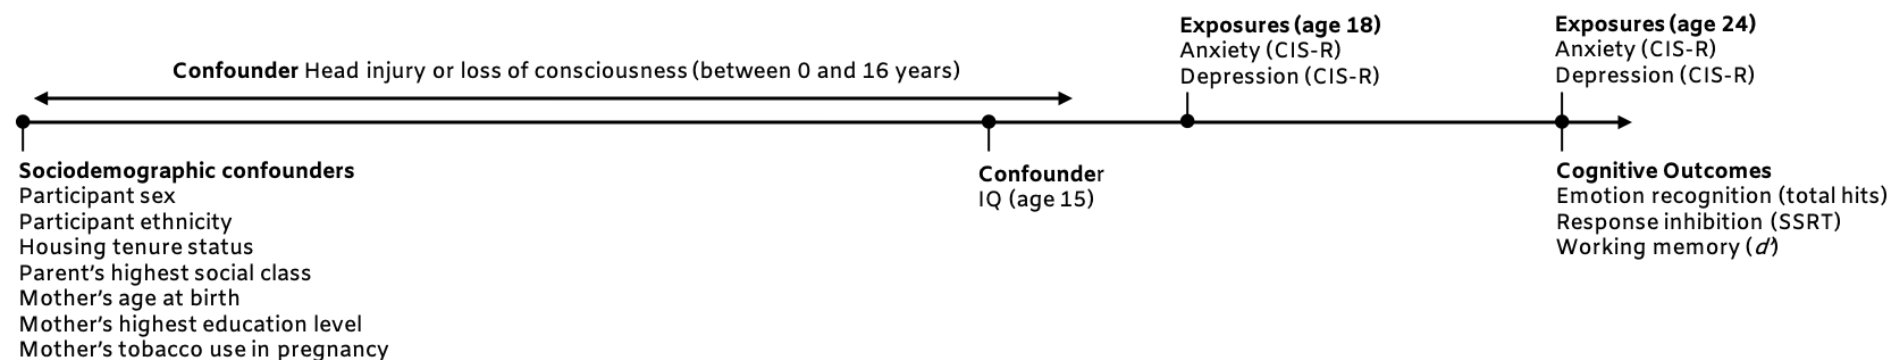 Confounder Head injury or loss of consciousness (between 0 and 16 years)
Exposures (age 18)
Anxiety (CIS-R)
Depression (CIS-R)
Exposures (age 24)
Anxiety (CIS-R)
Depression (CIS-R)
Sociodemographic confounders
Participant sex
Participant ethnicity
Housing tenure status
Parent’s highest social class
Mother’s age at birth
Mother’s highest education level
Mother’s tobacco use in pregnancy
Confounder
IQ (age 15)
Cognitive Outcomes
Emotion recognition (total hits)
Response inhibition (SSRT)
Working memory (d’)